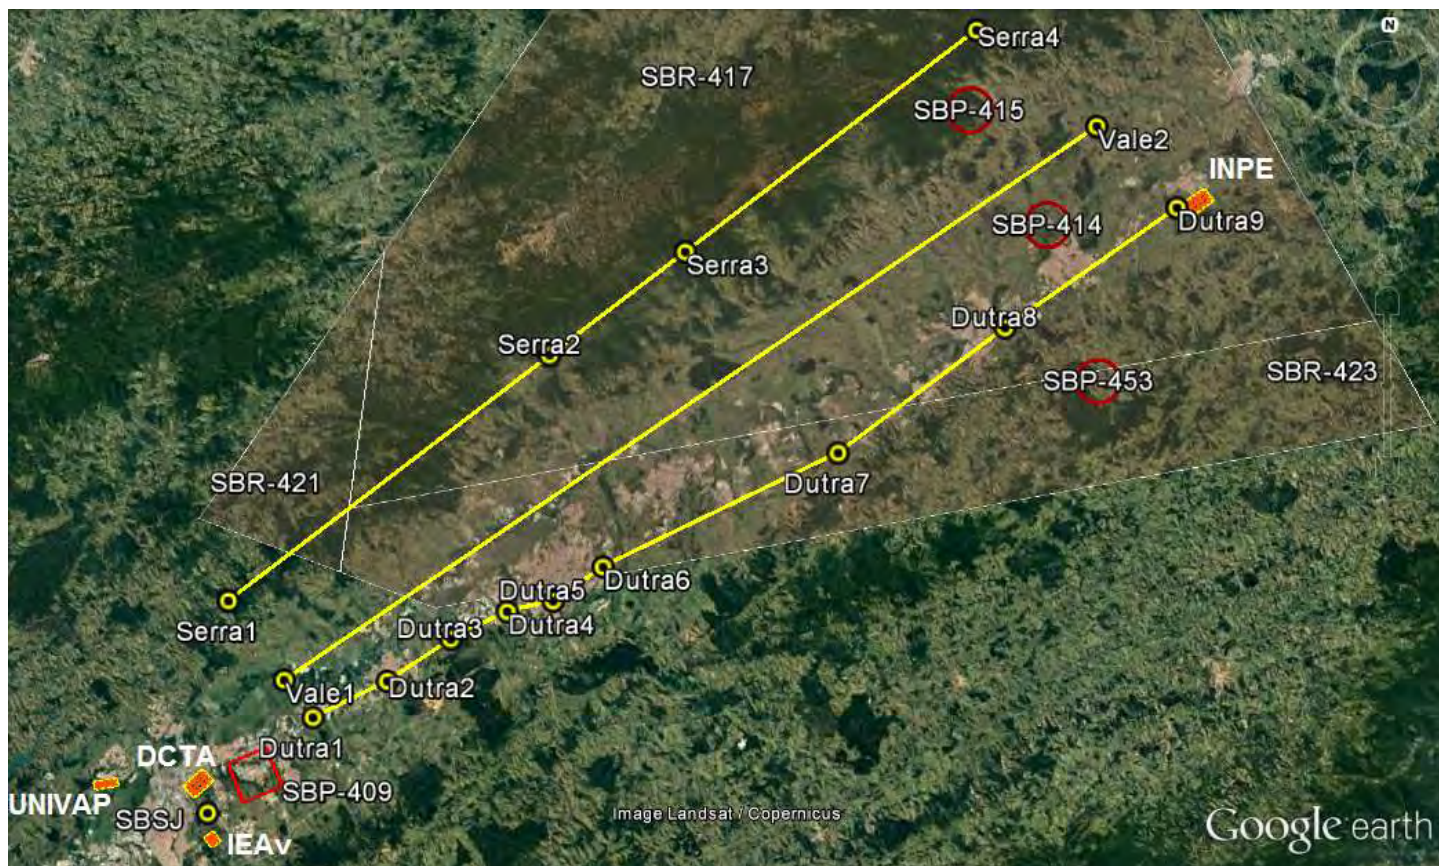 N
Serra4
SBR-417
SBP-415
Vale2
INPE
SBP-414
Dutra9
Serra3
Dutra8
Serra2
SBP-453
SBR-423
SBR-421
Dutra7
Dutra6
Dutra5
Dutra4
Serra1
Dutra3
Vale1
Dutra2
Dutra1
DCTA
SBP-409
UNIVAP
SBSJ
IEAv
Image Landsat / Copernicus
Google earth